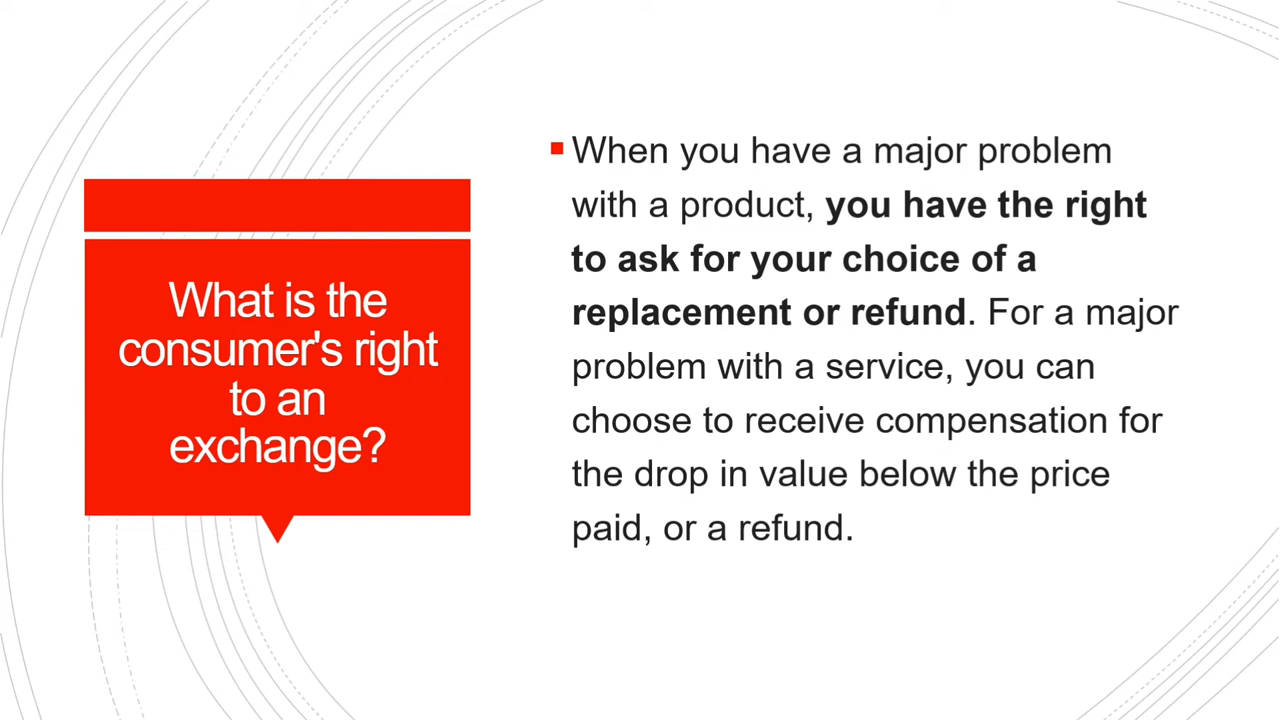 What is the
consumer's right
to an
exchange?
When you have a major problem
with a product, you have the right
to ask for your choice of a
replacement or refund. For a major
problem with a service, you can
choose to receive compensation for
the drop in value below the price
paid, or a refund.